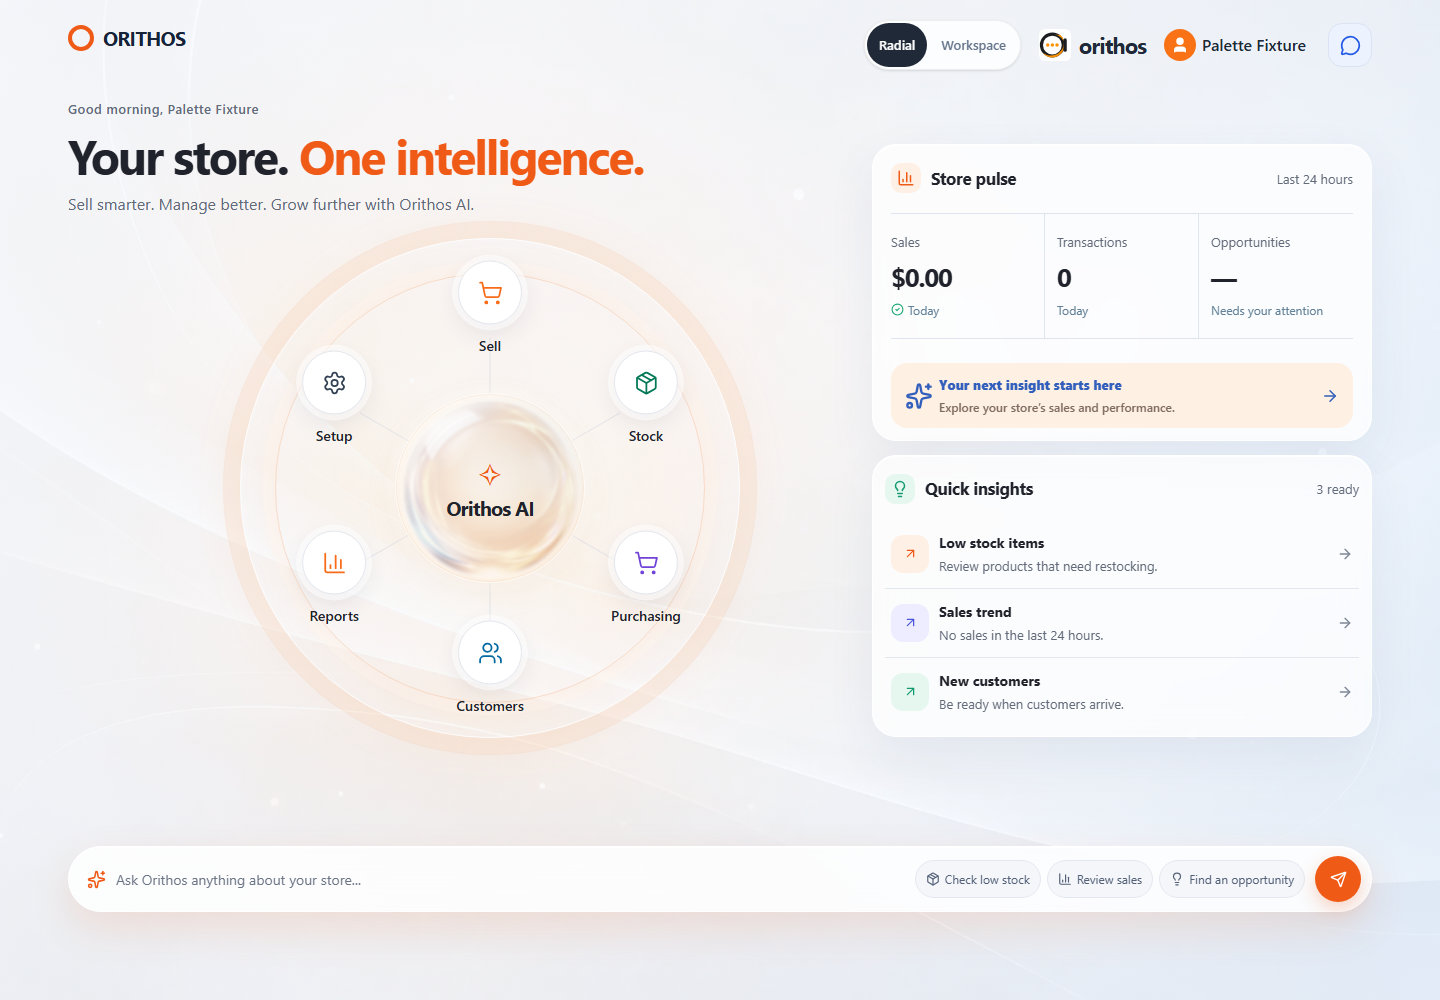 ORITHOS
Radial
Workspace
orithos
Palette Fixture
Good morning, Palette Fixture
Your store. One intelligence.
Sell smarter. Manage better. Grow further with Orithos AI.
Sell
Setup
Stock
Orithos AI
Reports
Purchasing
Customers
Store pulse
Last 24 hours
Sales
Transactions
Opportunities
$0.00
0
—
Today
Today
Needs your attention
Your next insight starts here
Explore your store's sales and performance.
Quick insights
3 ready
Low stock items
Review products that need restocking.
Sales trend
No sales in the last 24 hours.
New customers
Be ready when customers arrive.
Ask Orithos anything about your store...
Check low stock
Review sales
Find an opportunity